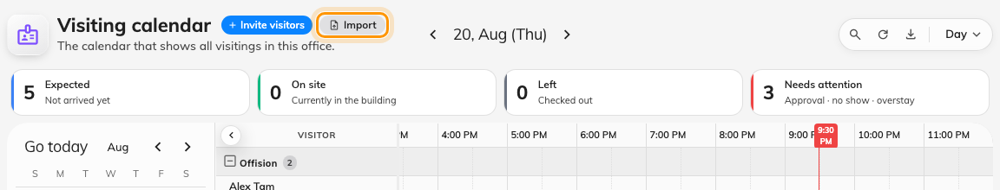 Visiting calendar
+ Invite visitors
Import
The calendar that shows all visitings in this office.
20, Aug (Thu)
Day
5
Expected
Not arrived yet
0
On site
Currently in the building
0
Left
Checked out
3
Needs attention
Approval · no show · overstay
Go today
Aug
S M T W T F S
VISITOR
4:00 PM
5:00 PM
6:00 PM
7:00 PM
8:00 PM
9:00
9:30 PM
10:00 PM
11:00 PM
Offision 2
Alex Tam